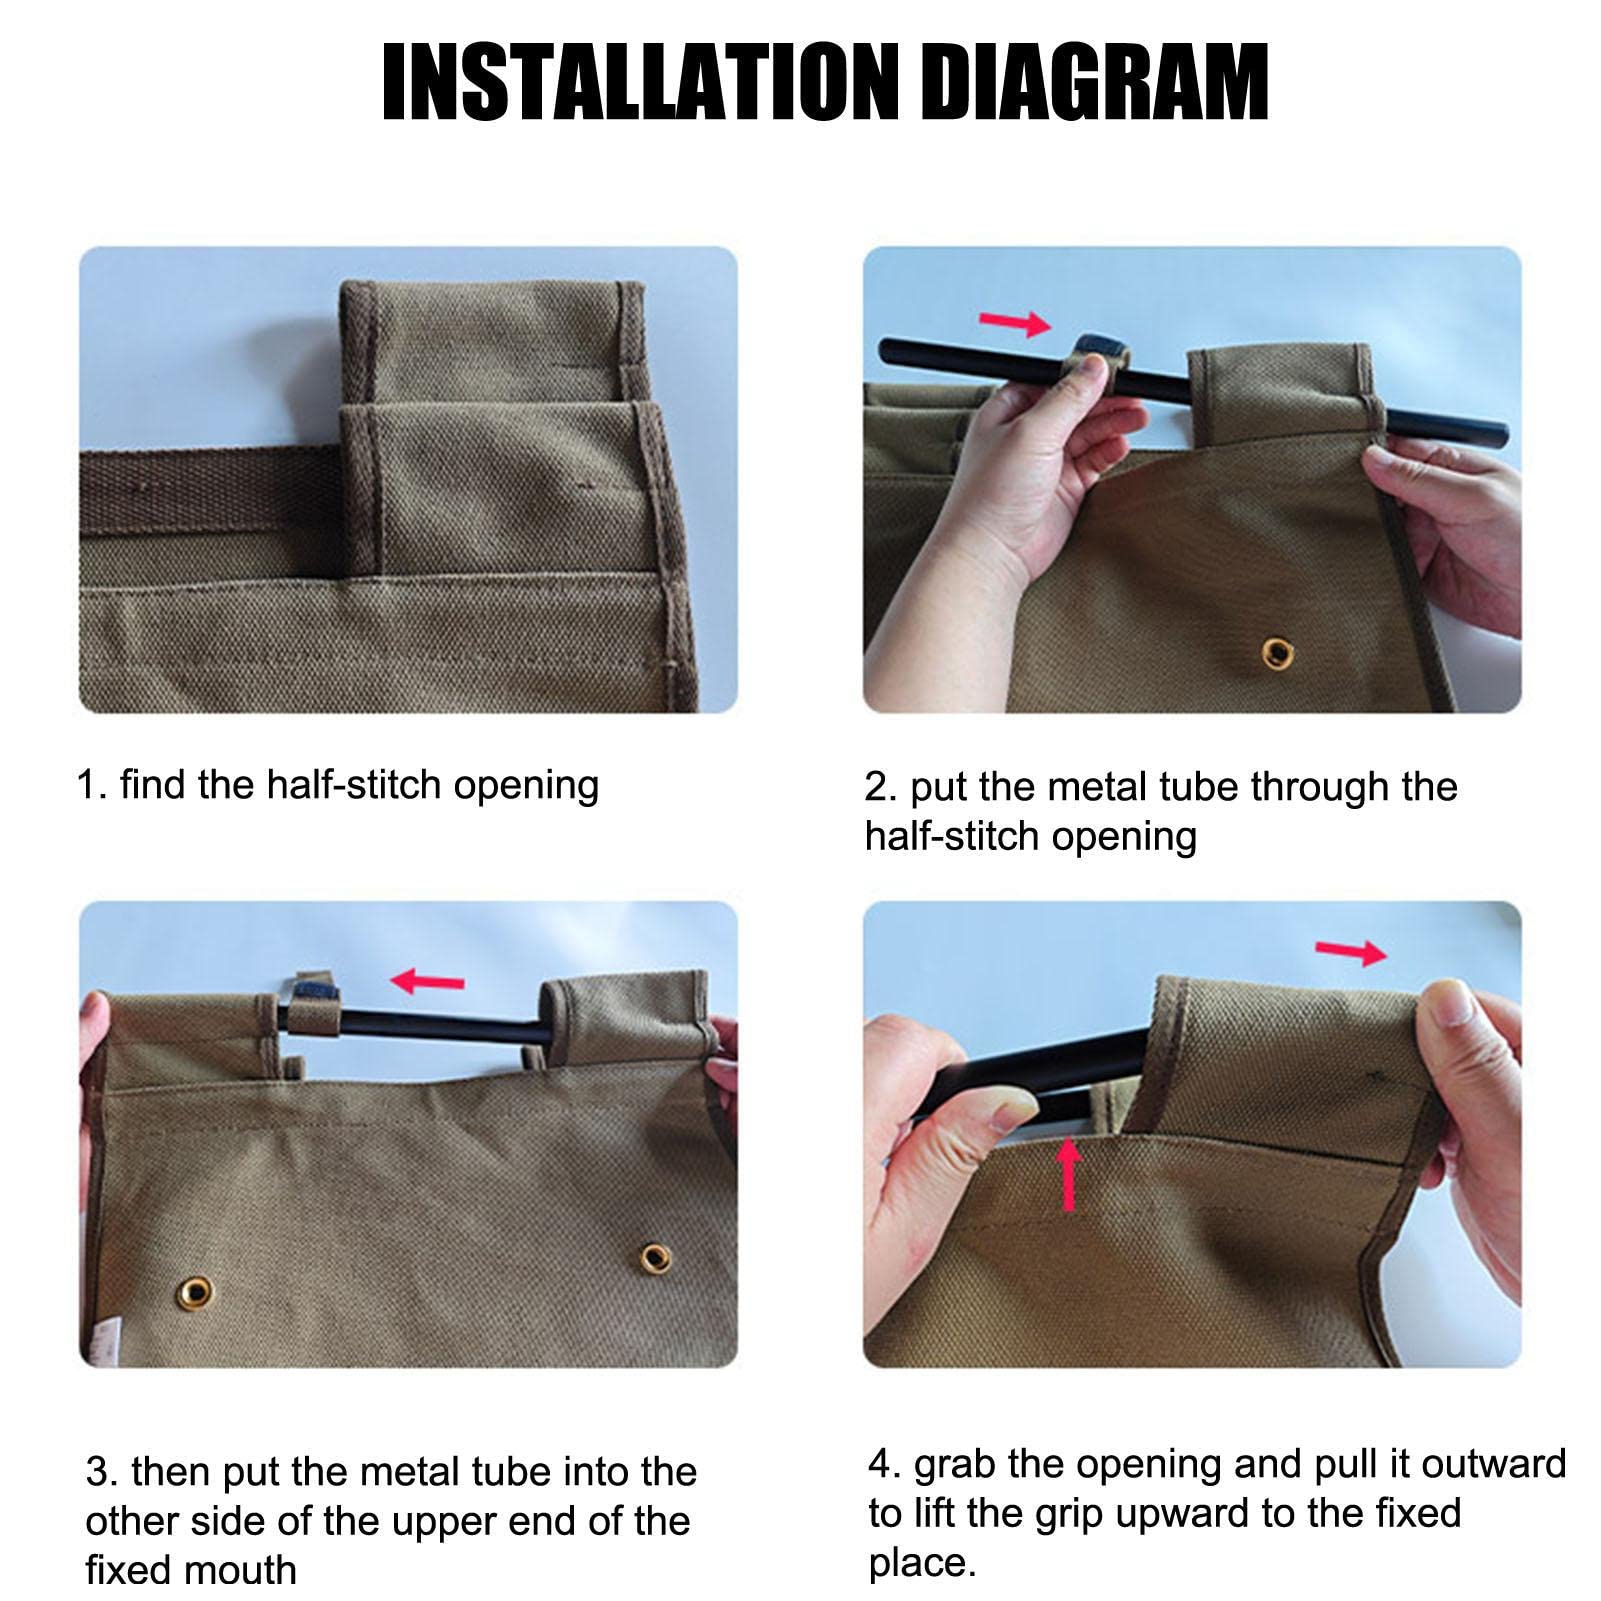 INSTALLATION DIAGRAM
1. find the half-stitch opening
2. put the metal tube through the
half-stitch opening
3. then put the metal tube into the
other side of the upper end of the
fixed mouth
4. grab the opening and pull it outward
to lift the grip upward to the fixed
place.